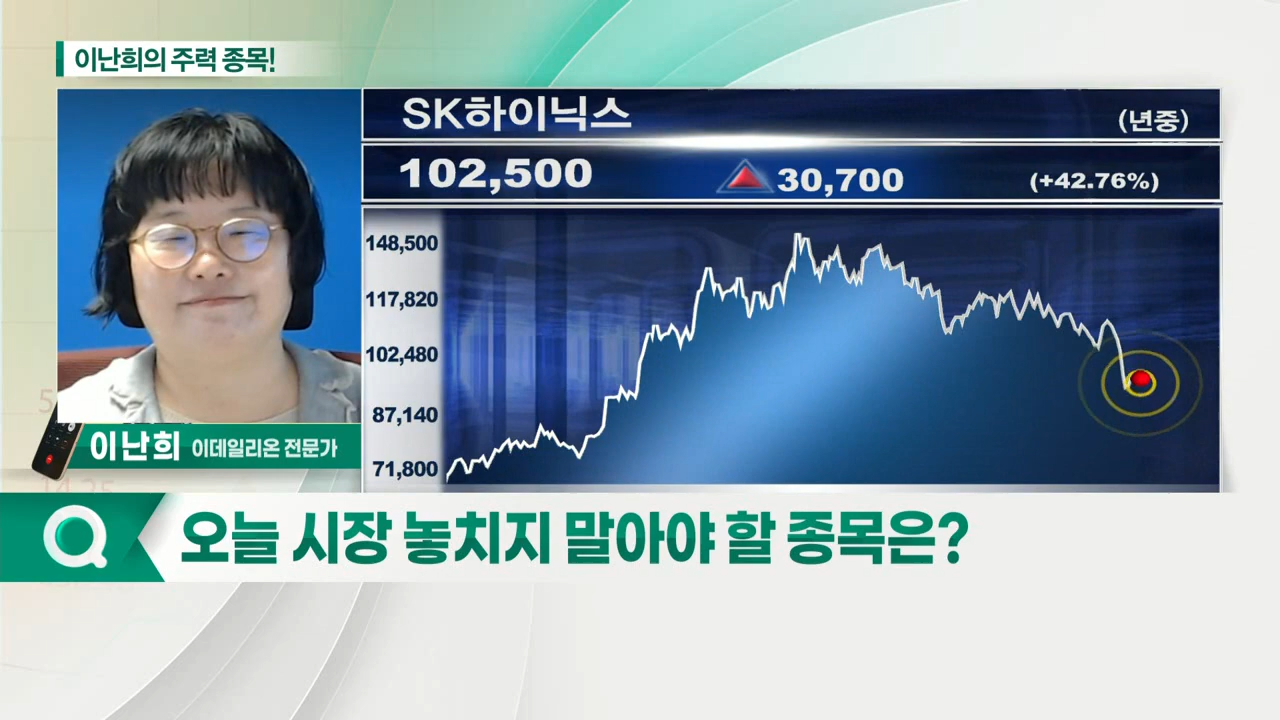 이난희의 주력 종목!
SK하이닉스
(년중)
102,500
30,700
(+42.76%)
148,500
117,820
102,480
87,140
71,800
이난희 이데일리온 전문가
오늘 시장 놓치지 말아야 할 종목은?